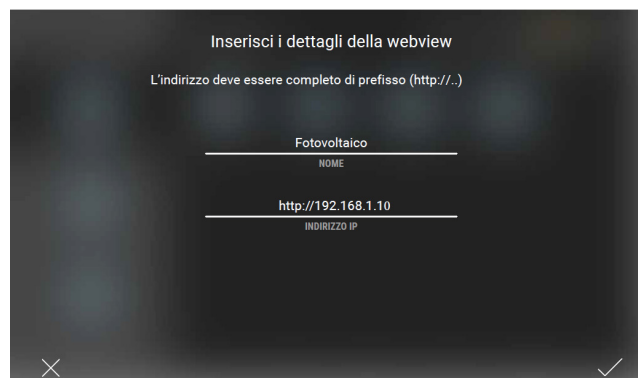 Inserisci i dettagli della webview
L'indirizzo deve essere completo di prefisso (http://..)
Fotovoltaico
NOME
http://192.168.1.10
INDIRIZZO IP